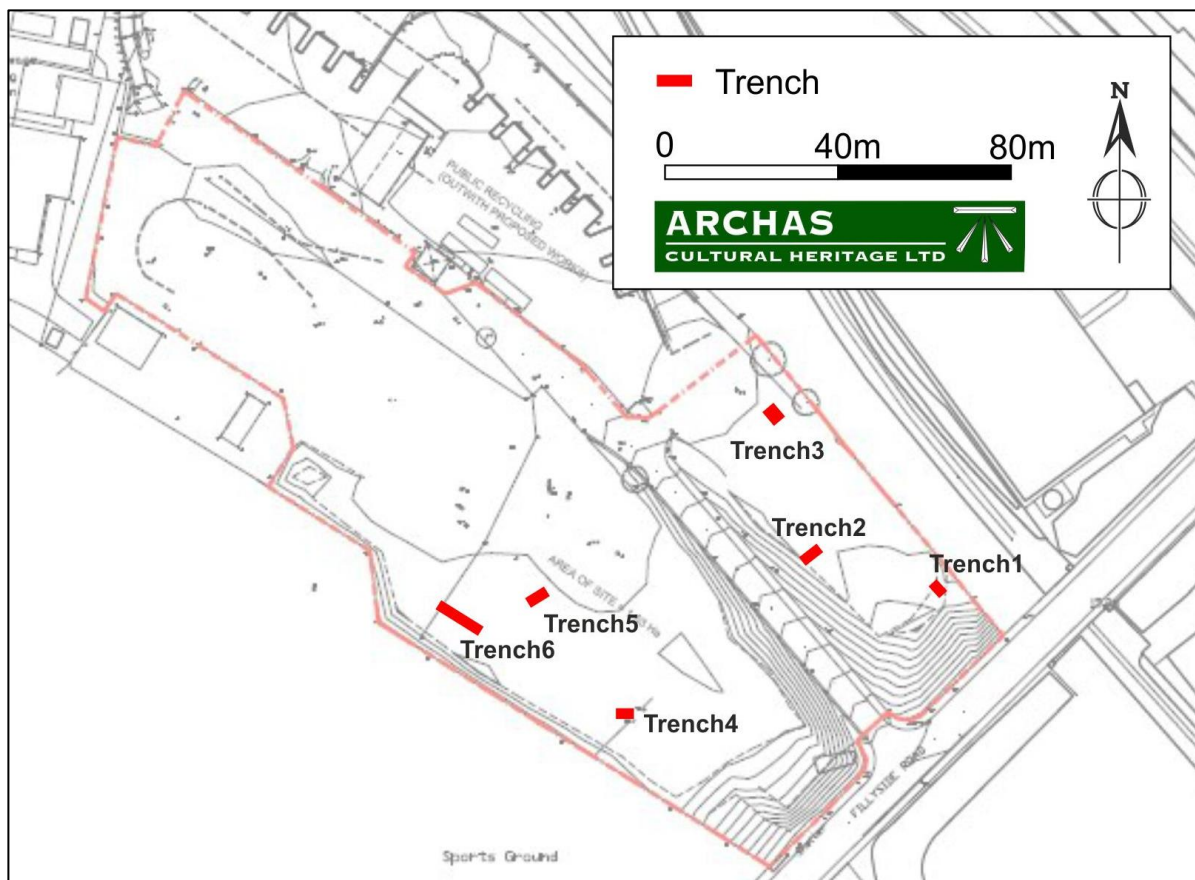 Trench
N
0 40m 80m
ARCHAS
CULTURAL HERITAGE LTD
PUBLIC RECYCLING
(OUTWITH PROPOSED WORKS)
Trench3
Trench2
Trench1
AREA OF SITE
Ha
Trench5
Trench6
Trench4
FILLYSIDE ROAD
Sports Ground